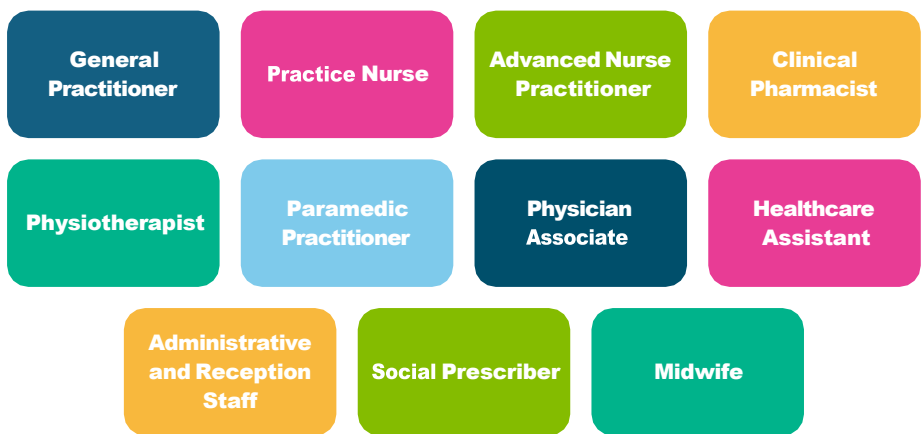 General
Practitioner
Practice Nurse
Advanced Nurse
Practitioner
Clinical
Pharmacist
Physiotherapist
Paramedic
Practitioner
Physician
Associate
Healthcare
Assistant
Administrative
and Reception
Staff
Social Prescriber
Midwife